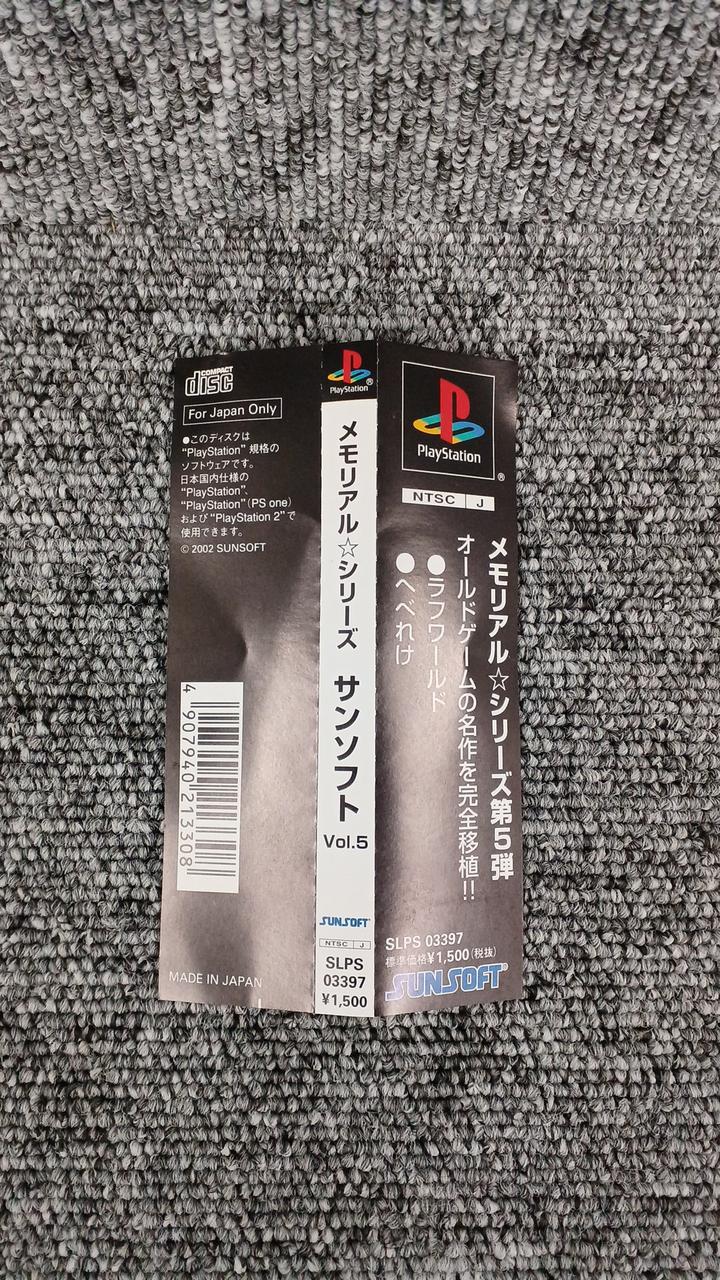 COMPACT
disc
For Japan Only
●このディスクは
"PlayStation" 規格の
ソフトウェアです。
日本国内仕様の
"PlayStation"、
"PlayStation"(PS one)
および"PlayStation 2"で
使用できます。
© 2002 SUNSOFT
4 907940 213308
MADE IN JAPAN
PlayStation®
メモリアル☆シリーズ サンソフト
Vol.5
SUNSOFT®
NTSC J
SLPS
03397
¥1,500
PlayStation
®
NTSC J
メモリアル☆シリーズ第5弾
オールドゲームの名作を完全移植!!
●ラフワールド
●へべれけ
SLPS 03397
標準価格¥1,500(税抜)
SUNSOFT®